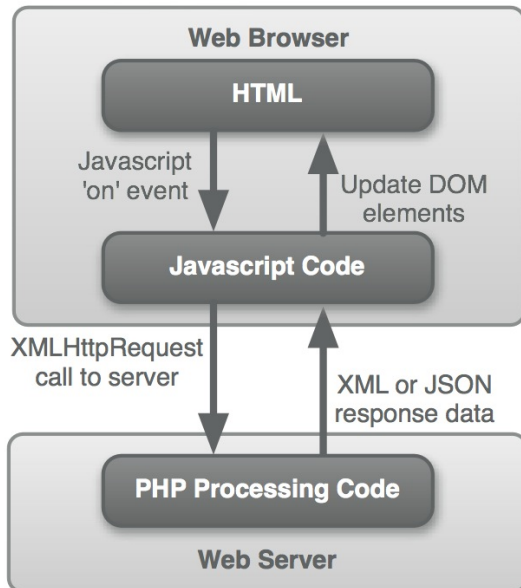 Web Browser
HTML
Javascript
'on' event
Update DOM
elements
Javascript Code
XMLHttpRequest
call to server
XML or JSON
response data
PHP Processing Code
Web Server